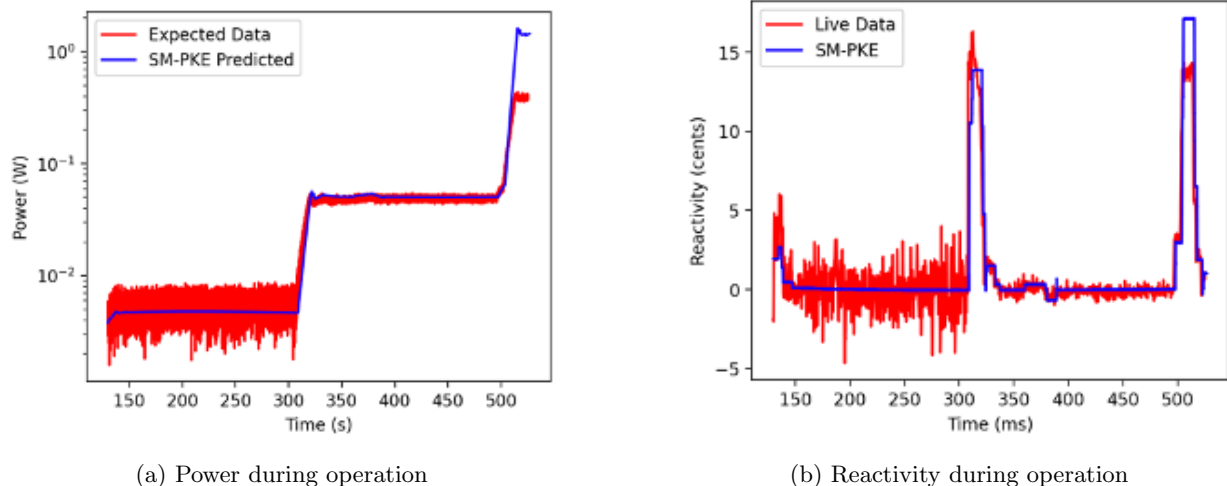 Expected Data
SM-PKE Predicted
10⁰
10⁻¹
10⁻²
Power (W)
150 200 250 300 350 400 450 500
Time (s)
(a) Power during operation
Live Data
SM-PKE
15
10
5
0
−5
Reactivity (cents)
150 200 250 300 350 400 450 500
Time (ms)
(b) Reactivity during operation